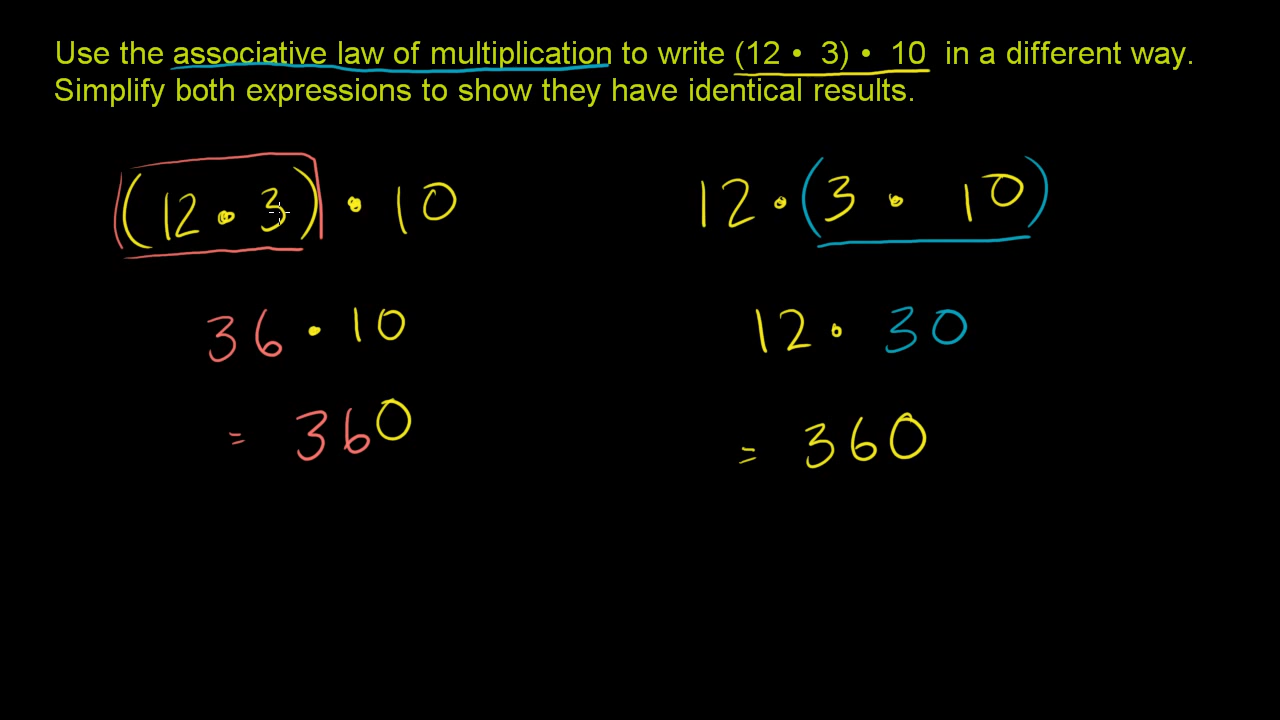 Use the associative law of multiplication to write (12 • 3) • 10 in a different way.
Simplify both expressions to show they have identical results.
(12 • 3) • 10
12 • (3 • 10)
36 • 10
12 • 30
= 360
= 360